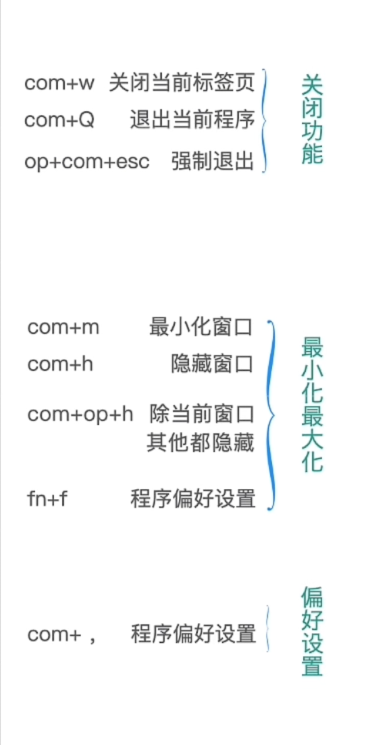 com+w 关闭当前标签页
com+Q 退出当前程序
op+com+esc 强制退出
关闭功能
com+m 最小化窗口
com+h 隐藏窗口
com+op+h 除当前窗口
其他都隐藏
fn+f 程序偏好设置
最小化最大化
com+ , 程序偏好设置
偏好设置